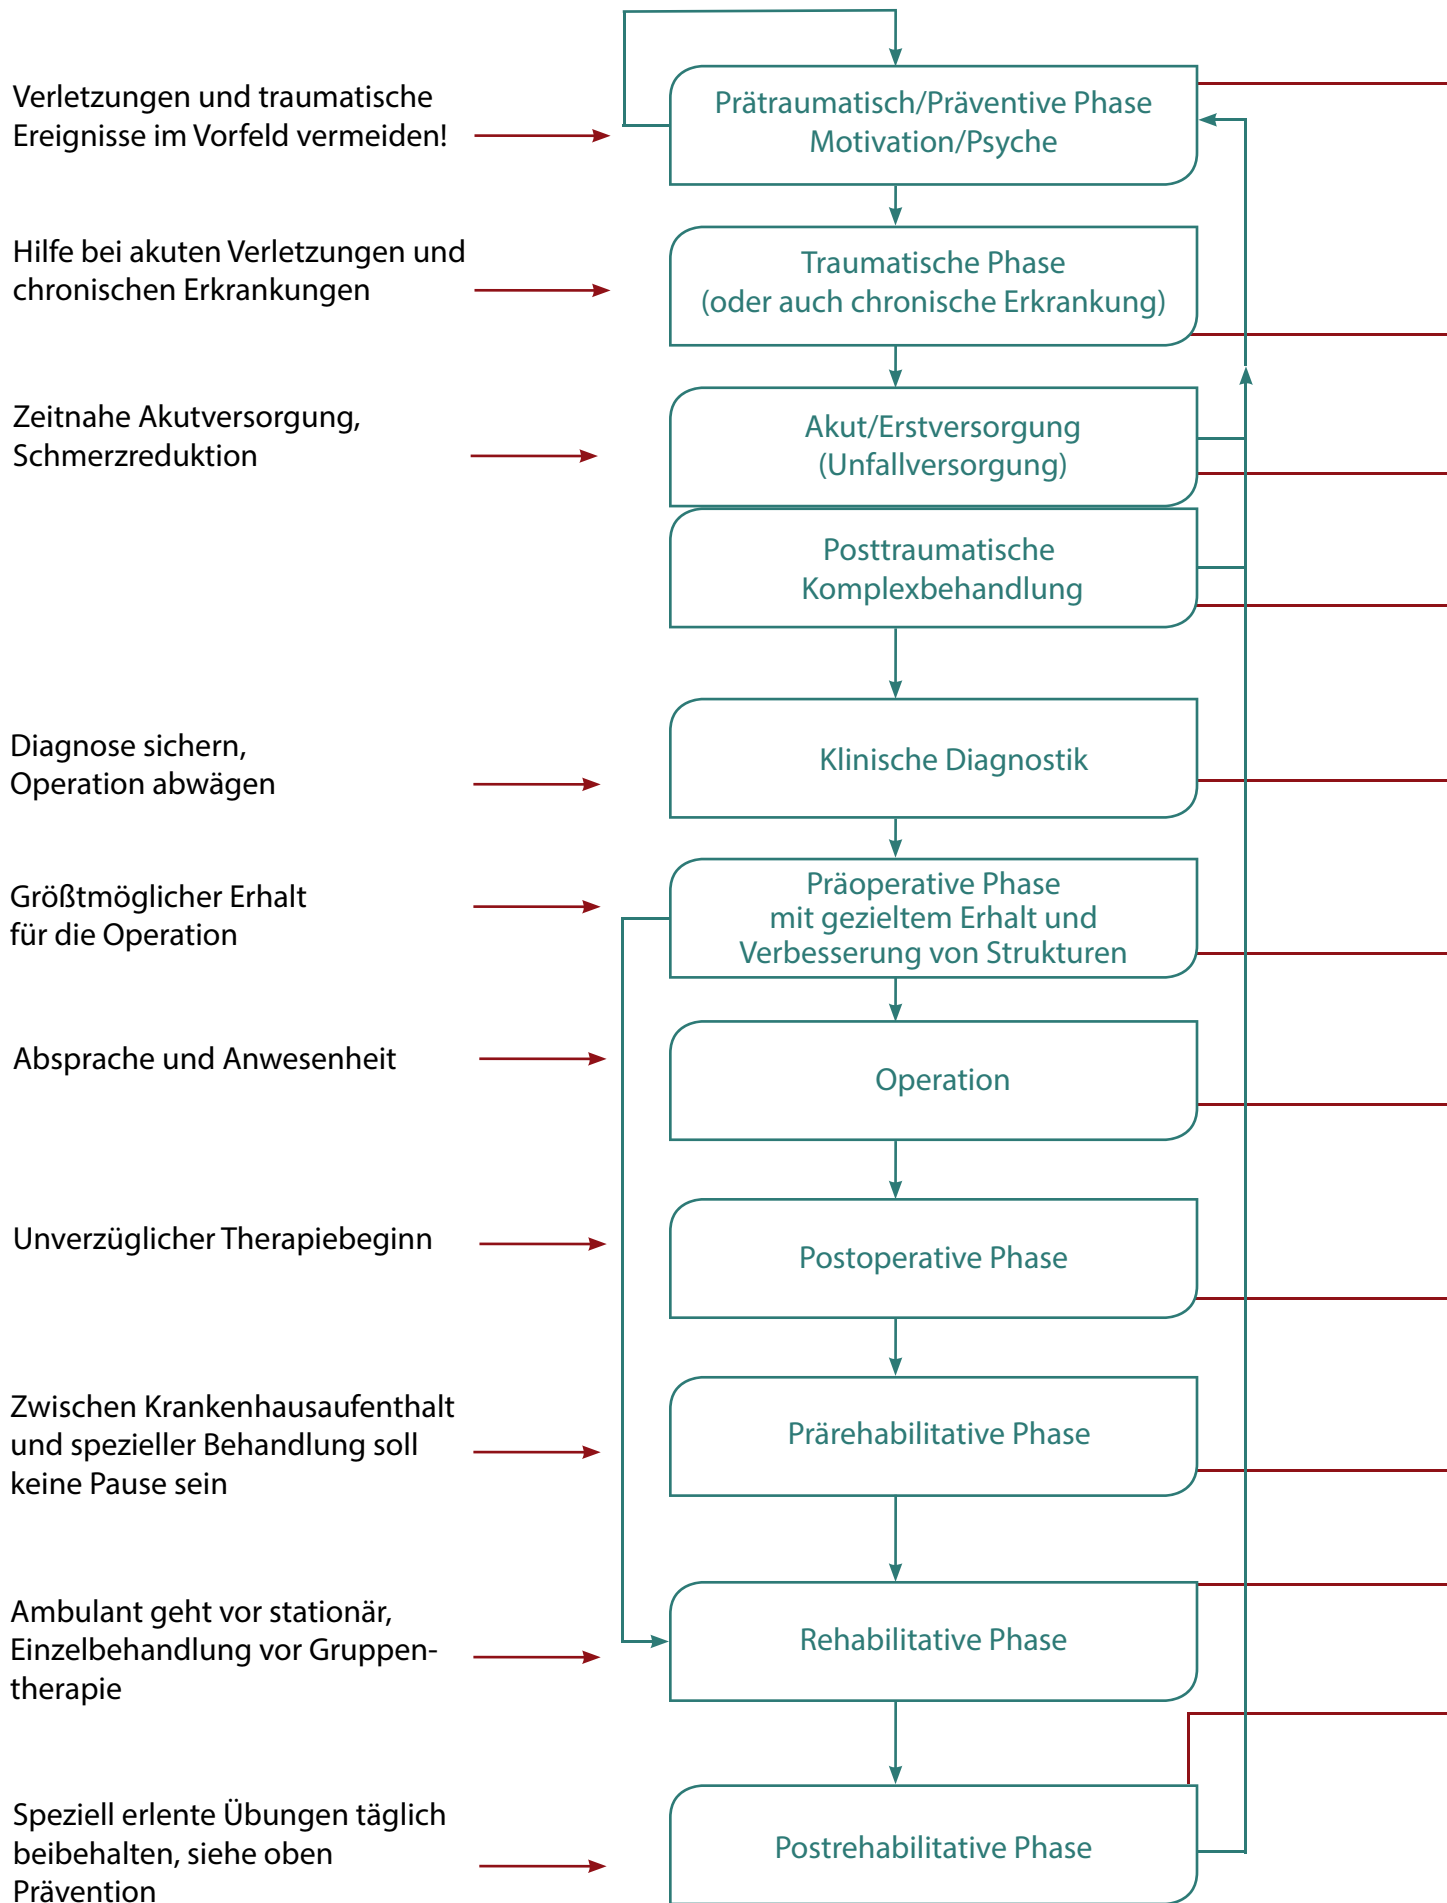 Verletzungen und traumatische
Ereignisse im Vorfeld vermeiden!
Prätraumatisch/Präventive Phase
Motivation/Psyche
Hilfe bei akuten Verletzungen und
chronischen Erkrankungen
Traumatische Phase
(oder auch chronische Erkrankung)
Zeitnahe Akutversorgung,
Schmerzreduktion
Akut/Erstversorgung
(Unfallversorgung)
Posttraumatische
Komplexbehandlung
Diagnose sichern,
Operation abwägen
Klinische Diagnostik
Größtmöglicher Erhalt
für die Operation
Präoperative Phase
mit gezieltem Erhalt und
Verbesserung von Strukturen
Absprache und Anwesenheit
Operation
Unverzüglicher Therapiebeginn
Postoperative Phase
Zwischen Krankenhausaufenthalt
und spezieller Behandlung soll
keine Pause sein
Prärehabilitative Phase
Ambulant geht vor stationär,
Einzelbehandlung vor Gruppen-
therapie
Rehabilitative Phase
Speziell erlente Übungen täglich
beibehalten, siehe oben
Prävention
Postrehabilitative Phase